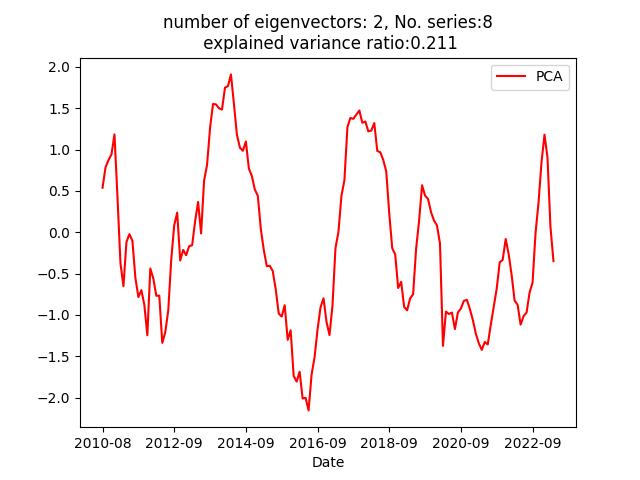 number of eigenvectors: 2, No. series:8
explained variance ratio:0.211
PCA
2.0
1.5
1.0
0.5
0.0
−0.5
−1.0
−1.5
−2.0
2010-08 2012-09 2014-09 2016-09 2018-09 2020-09 2022-09
Date